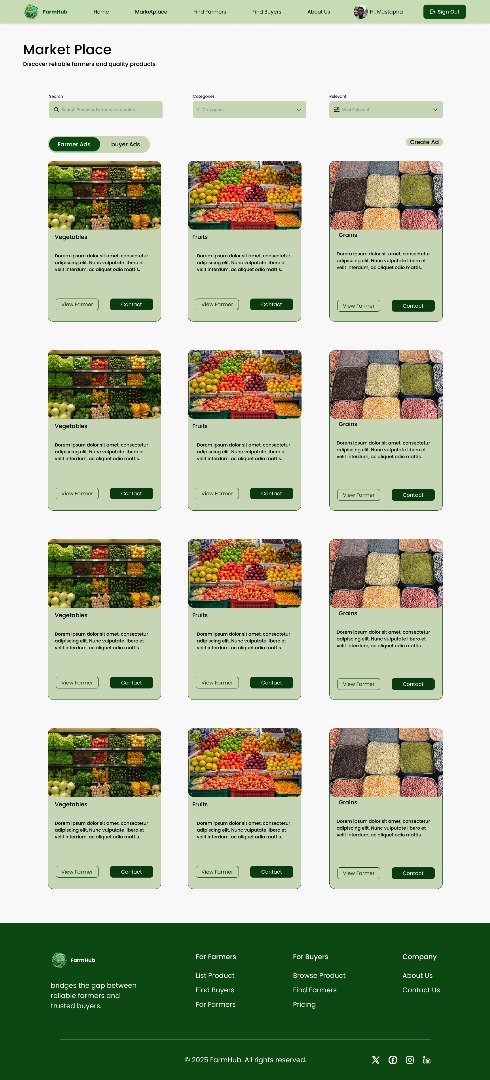 FarmHub
Home
Marketplace
Find Farmers
Find Buyers
About Us
Hi, Mustapha
Sign Out
Market Place
Discover reliable farmers and quality products
Search
Categories
Relevant
Search Products, Farmers or Location
All Categories
Most Relevant
Farmer Ads
buyer Ads
Create Ad
Vegetables
Dorem ipsum dolor sit amet, consectetur
adipiscing elit. Nunc vulputate libero et
velit interdum, ac aliquet odio mattis.
View Farmer
Contact
Fruits
Dorem ipsum dolor sit amet, consectetur
adipiscing elit. Nunc vulputate libero et
velit interdum, ac aliquet odio mattis.
View Farmer
Contact
Grains
Dorem ipsum dolor sit amet, consectetur
adipiscing elit. Nunc vulputate libero et
velit interdum, ac aliquet odio mattis.
View Farmer
Contact
Vegetables
Dorem ipsum dolor sit amet, consectetur
adipiscing elit. Nunc vulputate libero et
velit interdum, ac aliquet odio mattis.
View Farmer
Contact
Fruits
Dorem ipsum dolor sit amet, consectetur
adipiscing elit. Nunc vulputate libero et
velit interdum, ac aliquet odio mattis.
View Farmer
Contact
Grains
Dorem ipsum dolor sit amet, consectetur
adipiscing elit. Nunc vulputate libero et
velit interdum, ac aliquet odio mattis.
View Farmer
Contact
Vegetables
Dorem ipsum dolor sit amet, consectetur
adipiscing elit. Nunc vulputate libero et
velit interdum, ac aliquet odio mattis.
View Farmer
Contact
Fruits
Dorem ipsum dolor sit amet, consectetur
adipiscing elit. Nunc vulputate libero et
velit interdum, ac aliquet odio mattis.
View Farmer
Contact
Grains
Dorem ipsum dolor sit amet, consectetur
adipiscing elit. Nunc vulputate libero et
velit interdum, ac aliquet odio mattis.
View Farmer
Contact
Vegetables
Dorem ipsum dolor sit amet, consectetur
adipiscing elit. Nunc vulputate libero et
velit interdum, ac aliquet odio mattis.
View Farmer
Contact
Fruits
Dorem ipsum dolor sit amet, consectetur
adipiscing elit. Nunc vulputate libero et
velit interdum, ac aliquet odio mattis.
View Farmer
Contact
Grains
Dorem ipsum dolor sit amet, consectetur
adipiscing elit. Nunc vulputate libero et
velit interdum, ac aliquet odio mattis.
View Farmer
Contact
FarmHub
bridges the gap between
reliable farmers and
trusted buyers.
For Farmers
List Product
Find Buyers
For Farmers
For Buyers
Browse Product
Find Farmers
Pricing
Company
About Us
Contact Us
© 2025 FarmHub. All rights reserved.